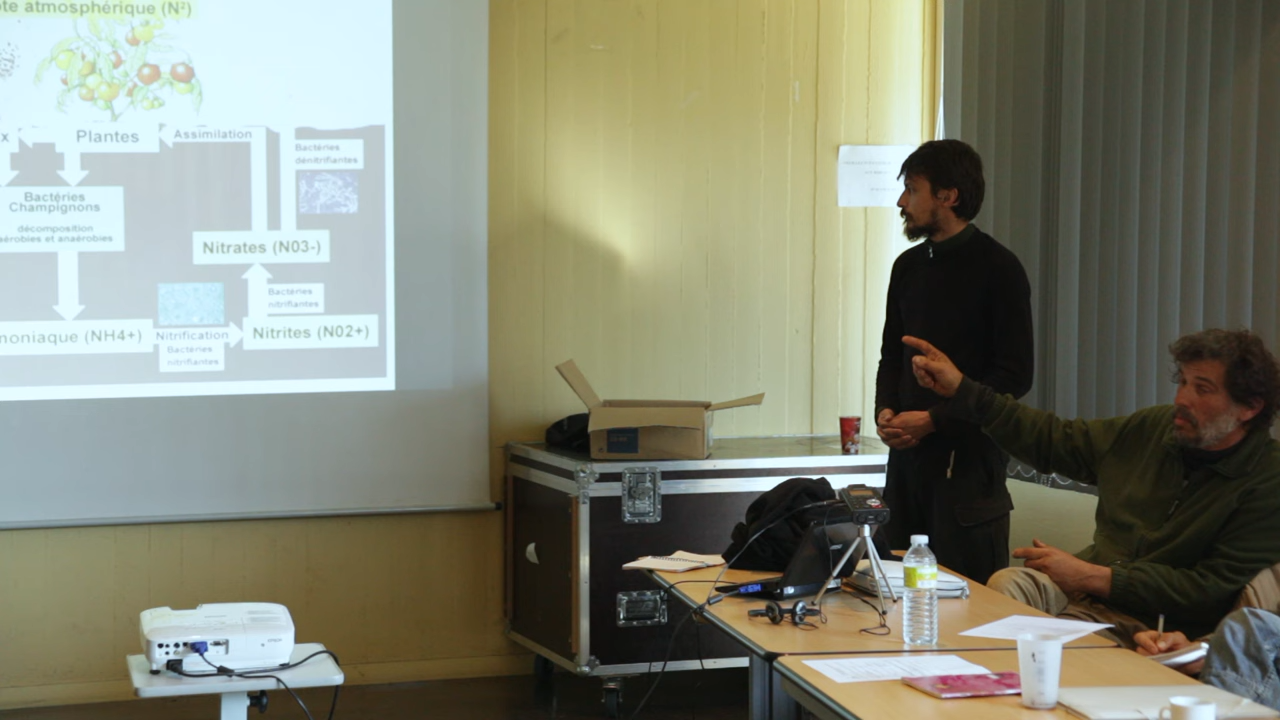 te atmosphérique (N²)
x
Plantes
Assimilation
Bactéries
dénitrifiantes
Bactéries
Champignons
décomposition
aérobies et anaérobies
Nitrates (N03-)
Bactéries
nitrifiantes
moniaque (NH4+)
Nitrification
Bactéries
nitrifiantes
Nitrites (N02+)